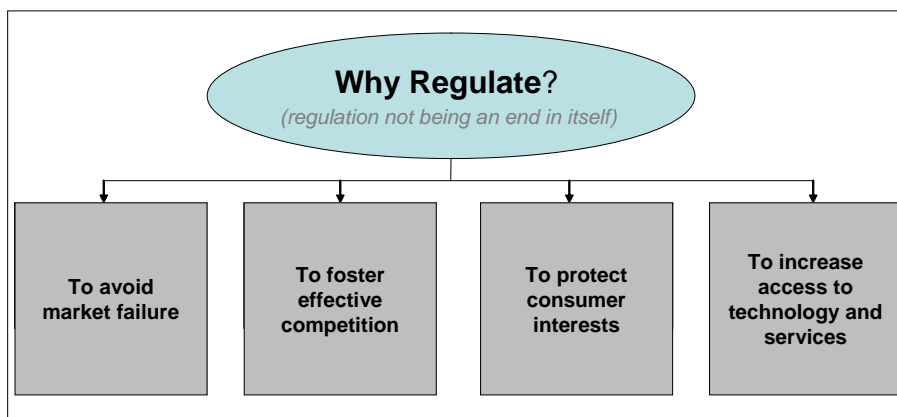 Why Regulate?
(regulation not being an end in itself)
To avoid
market failure
To foster
effective
competition
To protect
consumer
interests
To increase
access to
technology and
services